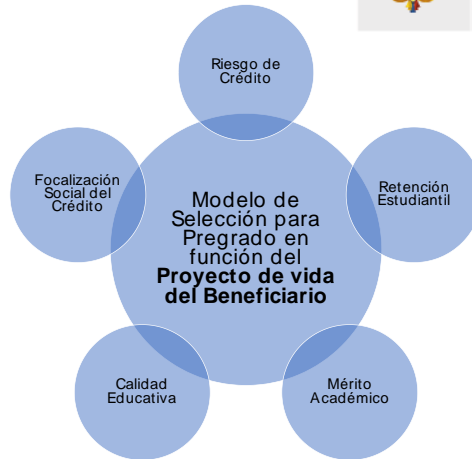 Riesgo de
Crédito
Focalización
Social del
Crédito
Retención
Estudiantil
Modelo de
Selección para
Pregrado en
función del
Proyecto de vida
del Beneficiario
Calidad
Educativa
Mérito
Académico